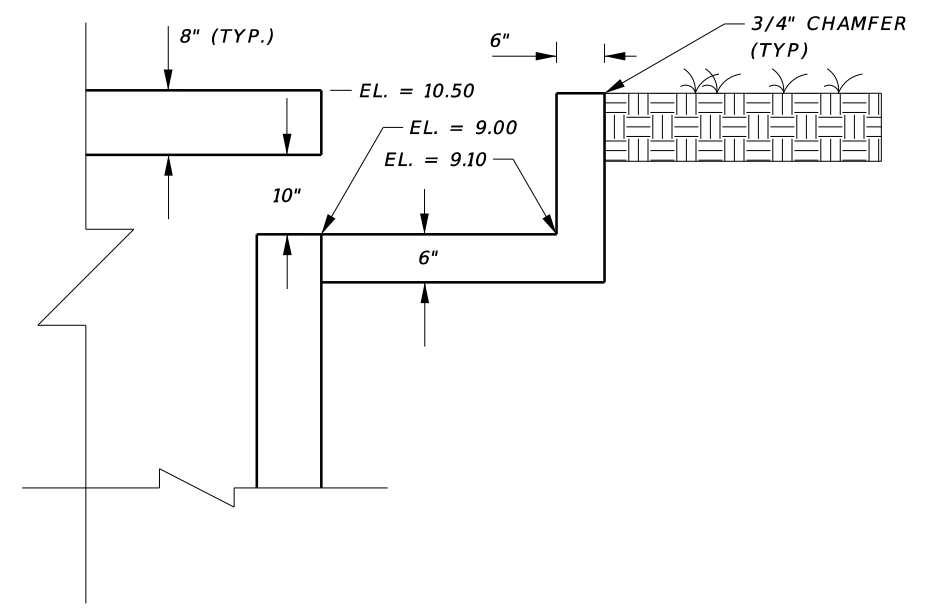 8" (TYP.)
6"
3/4" CHAMFER
(TYP)
EL. = 10.50
EL. = 9.00
EL. = 9.10
10"
6"